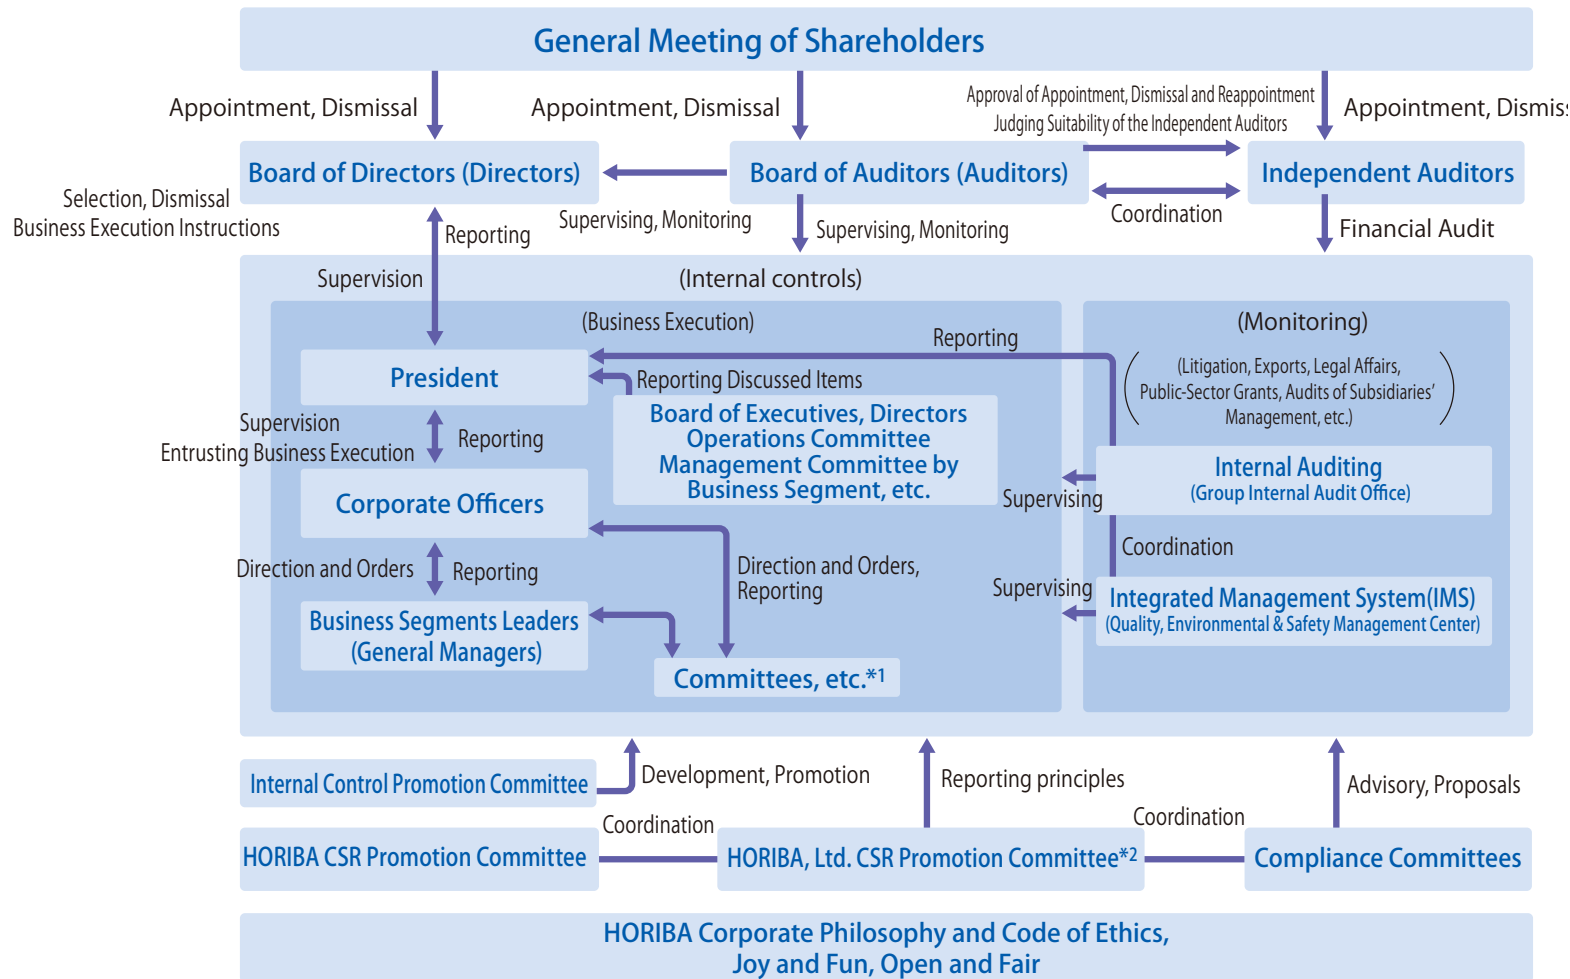 General Meeting of Shareholders
Appointment, Dismissal
Appointment, Dismissal
Approval of Appointment, Dismissal and Reappointment
Judging Suitability of the Independent Auditors
Appointment, Dismis
Board of Directors (Directors)
Board of Auditors (Auditors)
Independent Auditors
Selection, Dismissal
Business Execution Instructions
Reporting
Supervising, Monitoring
Supervising, Monitoring
Coordination
Financial Audit
Supervision
(Internal controls)
(Business Execution)
(Monitoring)
Reporting
(Litigation, Exports, Legal Affairs,
Public-Sector Grants, Audits of Subsidiaries’
Management, etc.)
President
Reporting Discussed Items
Board of Executives, Directors
Operations Committee
Management Committee by
Business Segment, etc.
Supervision
Entrusting Business Execution
Reporting
Internal Auditing
(Group Internal Audit Office)
Supervising
Corporate Officers
Coordination
Direction and Orders
Reporting
Direction and Orders,
Reporting
Supervising
Integrated Management System(IMS)
(Quality, Environmental & Safety Management Center)
Business Segments Leaders
(General Managers)
Committees, etc.*1
Internal Control Promotion Committee
Development, Promotion
Reporting principles
Advisory, Proposals
Coordination
Coordination
HORIBA CSR Promotion Committee
HORIBA, Ltd. CSR Promotion Committee*2
Compliance Committees
HORIBA Corporate Philosophy and Code of Ethics,
Joy and Fun, Open and Fair